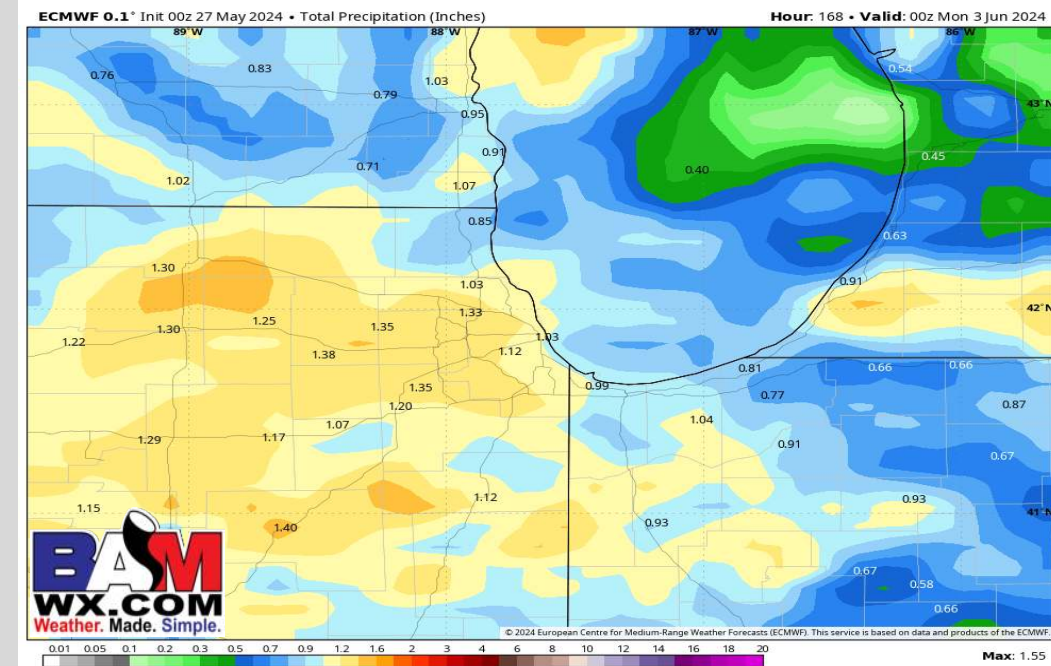 ECMWF 0.1° Init 00z 27 May 2024 • Total Precipitation (Inches)
Hour: 168 • Valid: 00z Mon 3 Jun 2024
89°W 88°W 87°W 86°W
0.76 0.83 0.79 1.03 0.54
0.95 43°N
0.91 0.45
1.02 0.71 1.07 0.40
0.85 0.63
1.30 1.03 0.91
42°N
1.22 1.30 1.25 1.35 1.33 1.03
1.38 1.12
0.81 0.66 0.66
1.35 0.99 0.77
1.20 0.87
1.07 1.04
1.29 1.17 0.91 0.67
1.12 0.93
1.15 41°N
1.40 0.93
0.67 0.58
0.66
BAM
WX.COM
Weather. Made. Simple.
© 2024 European Centre for Medium-Range Weather Forecasts (ECMWF). This service is based on data and products of the ECMWF.
0.01 0.05 0.1 0.1 0.2 0.3 0.5 0.7 0.9 1.2 1.6 2 3 4 6 8 10 12 14 16 18 20
Max: 1.55